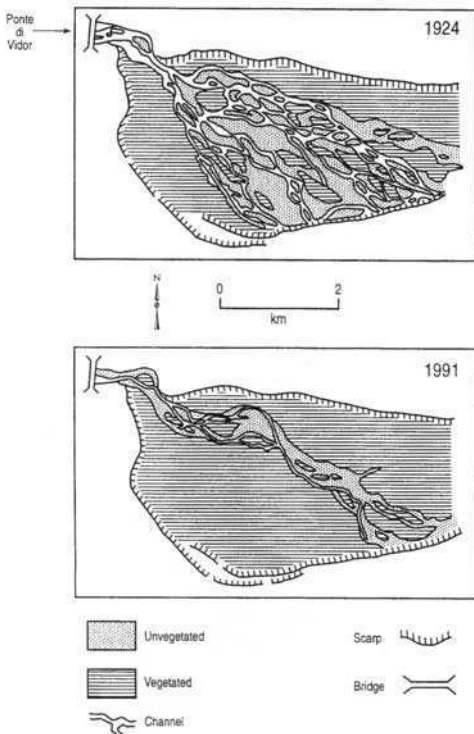 Ponte
di
Vidor
1924
N
0 2
km
1991
Unvegetated
Scarp
Vegetated
Bridge
Channel